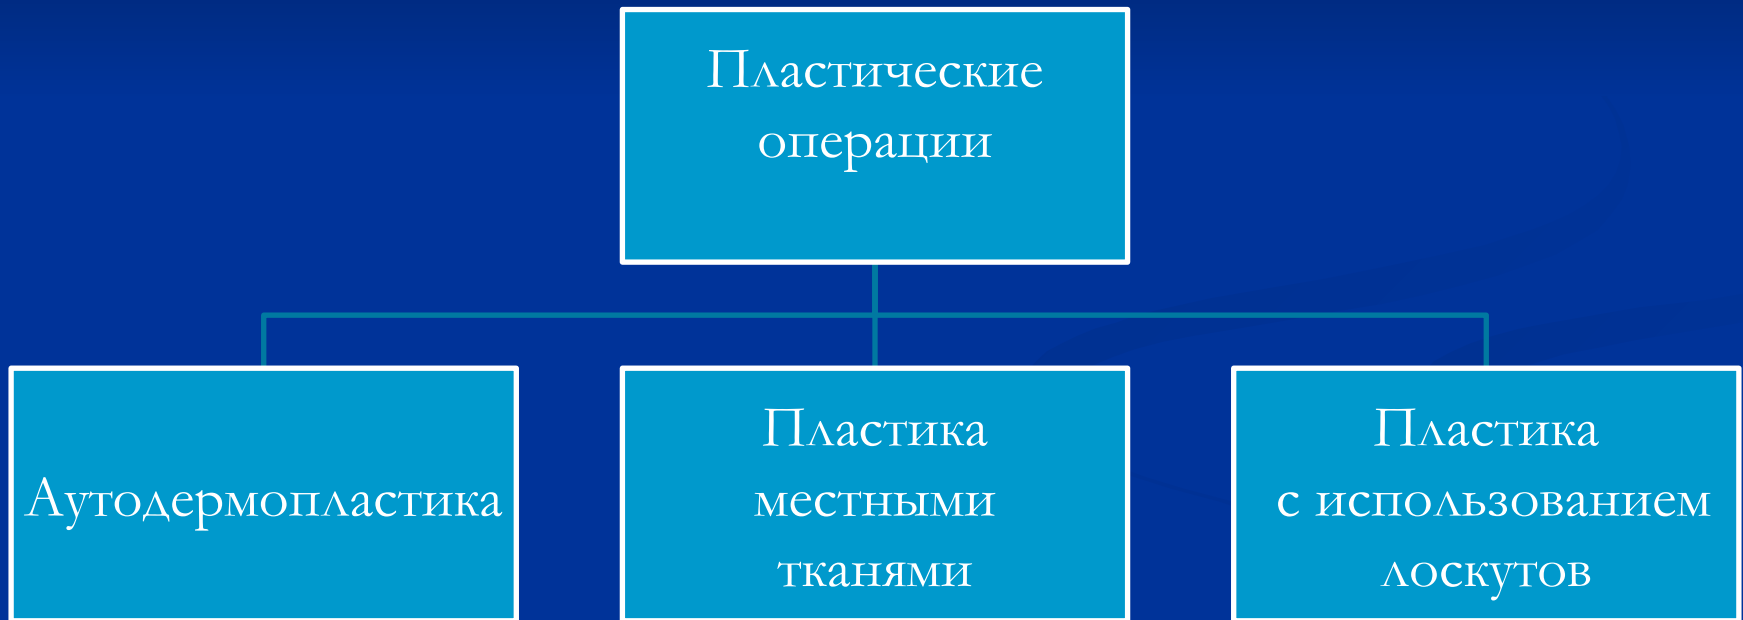 Пластические
операции
Аутодермопластика
Пластика
местными
тканями
Пластика
с использованием
лоскутов